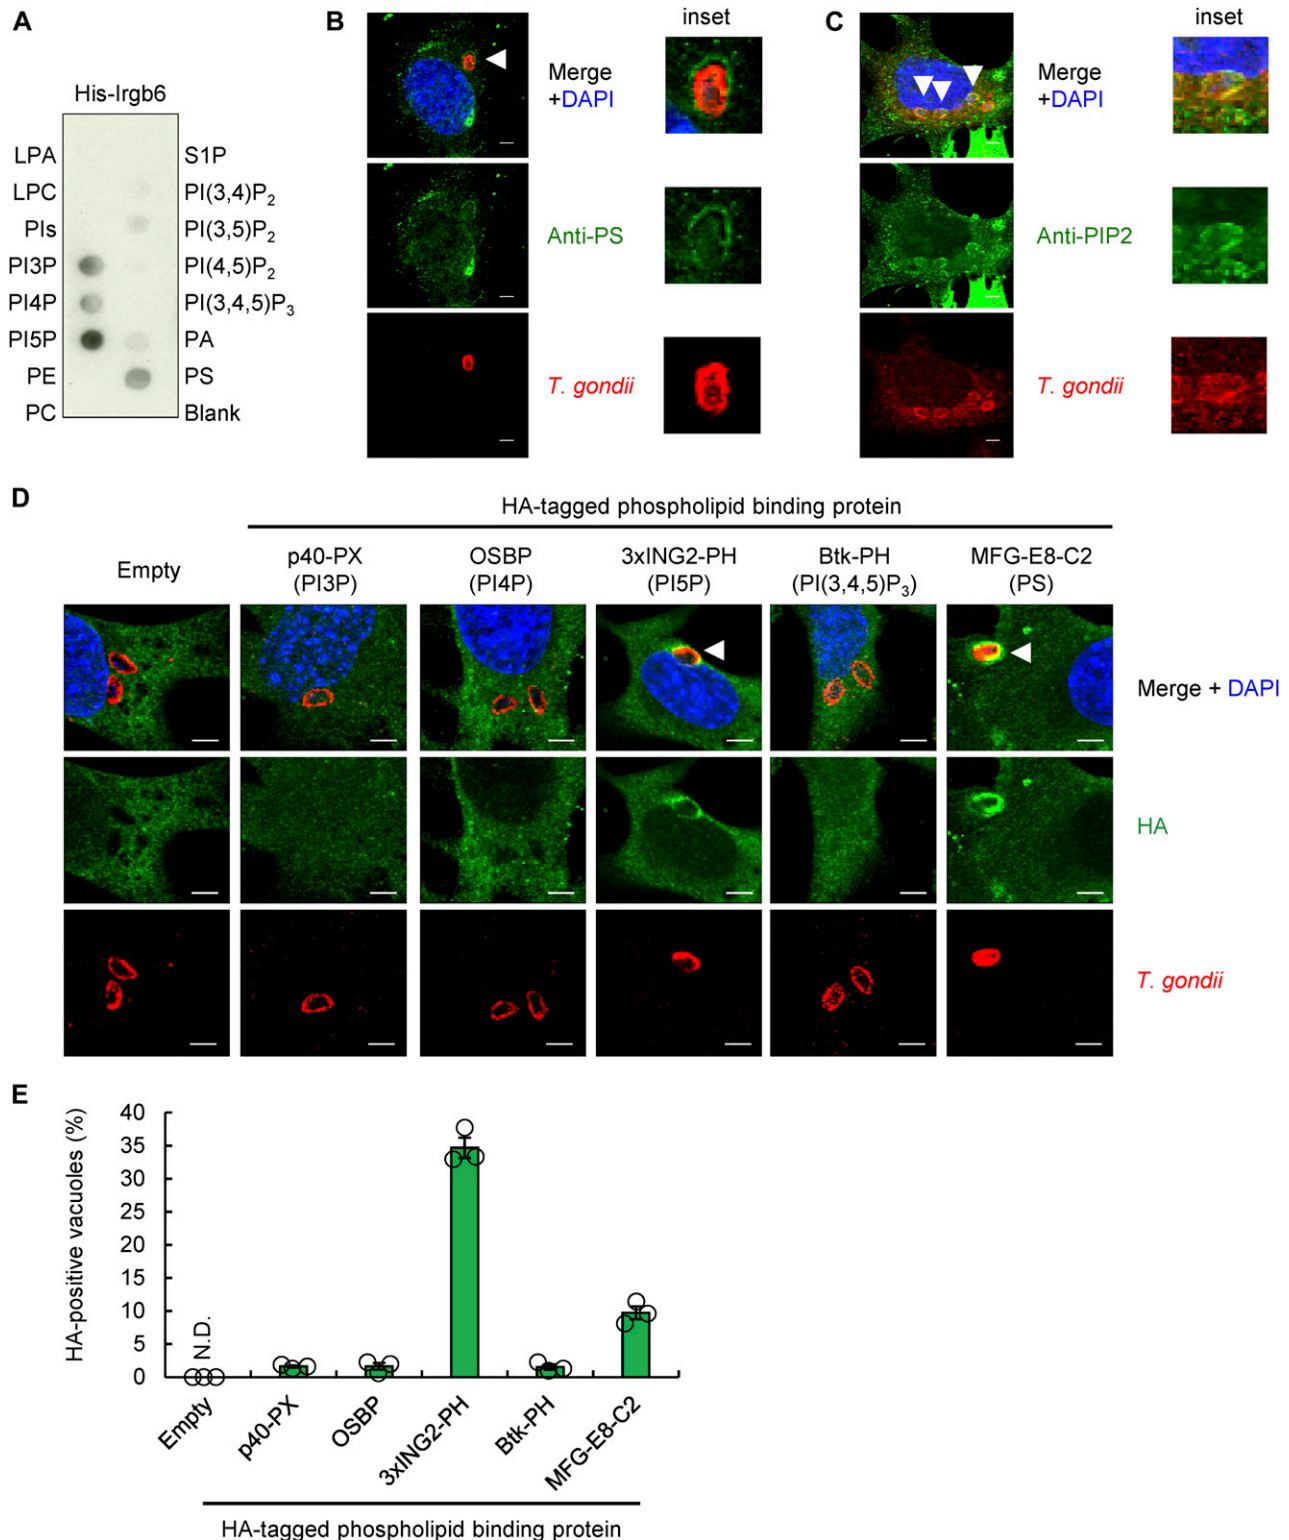 A
His-Irgb6
LPA
LPC
PIs
PI3P
PI4P
PI5P
PE
PC
S1P
PI(3,4)P2
PI(3,5)P2
PI(4,5)P2
PI(3,4,5)P3
PA
PS
Blank
B
inset
Merge
+DAPI
Anti-PS
T. gondii
C
inset
Merge
+DAPI
Anti-PIP2
T. gondii
D
HA-tagged phospholipid binding protein
Empty
p40-PX
(PI3P)
OSBP
(PI4P)
3xING2-PH
(PI5P)
Btk-PH
(PI(3,4,5)P3)
MFG-E8-C2
(PS)
Merge + DAPI
HA
T. gondii
E
HA-positive vacuoles (%)
40
35
30
25
20
15
10
5
0
N.D.
Empty
p40-PX
OSBP
3xING2-PH
Btk-PH
MFG-E8-C2
HA-tagged phospholipid binding protein